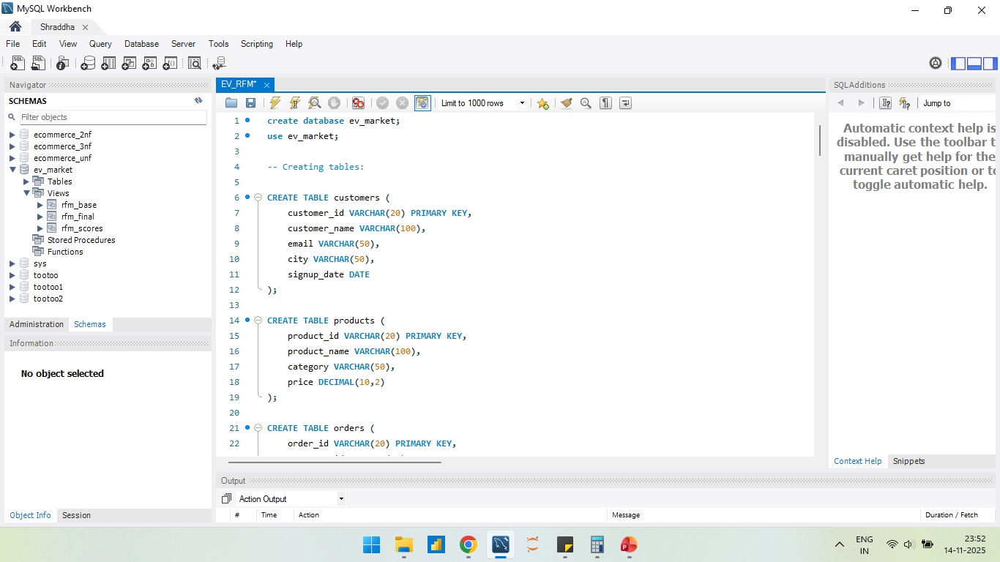 MySQL Workbench
Shraddha
File Edit View Query Database Server Tools Scripting Help
Navigator
SCHEMAS
Filter objects
ecommerce_2nf
ecommerce_3nf
ecommerce_unf
ev_market
Tables
Views
rfm_base
rfm_final
rfm_scores
Stored Procedures
Functions
sys
tootoo
tootoo1
tootoo2
Administration Schemas
Information
No object selected
Object Info Session
EV_RFM*
Limit to 1000 rows
1 create database ev_market;
2 use ev_market;
3
4 -- Creating tables:
5
6 CREATE TABLE customers (
7 customer_id VARCHAR(20) PRIMARY KEY,
8 customer_name VARCHAR(100),
9 email VARCHAR(50),
10 city VARCHAR(50),
11 signup_date DATE
12 );
13
14 CREATE TABLE products (
15 product_id VARCHAR(20) PRIMARY KEY,
16 product_name VARCHAR(100),
17 category VARCHAR(50),
18 price DECIMAL(10,2)
19 );
20
21 CREATE TABLE orders (
22 order_id VARCHAR(20) PRIMARY KEY,
SQLAdditions
Jump to
Automatic context help is
disabled. Use the toolbar t
manually get help for the
current caret position or to
toggle automatic help.
Context Help Snippets
Output
Action Output
# Time Action Message Duration / Fetch
ENG
IN
23:52
14-11-2025